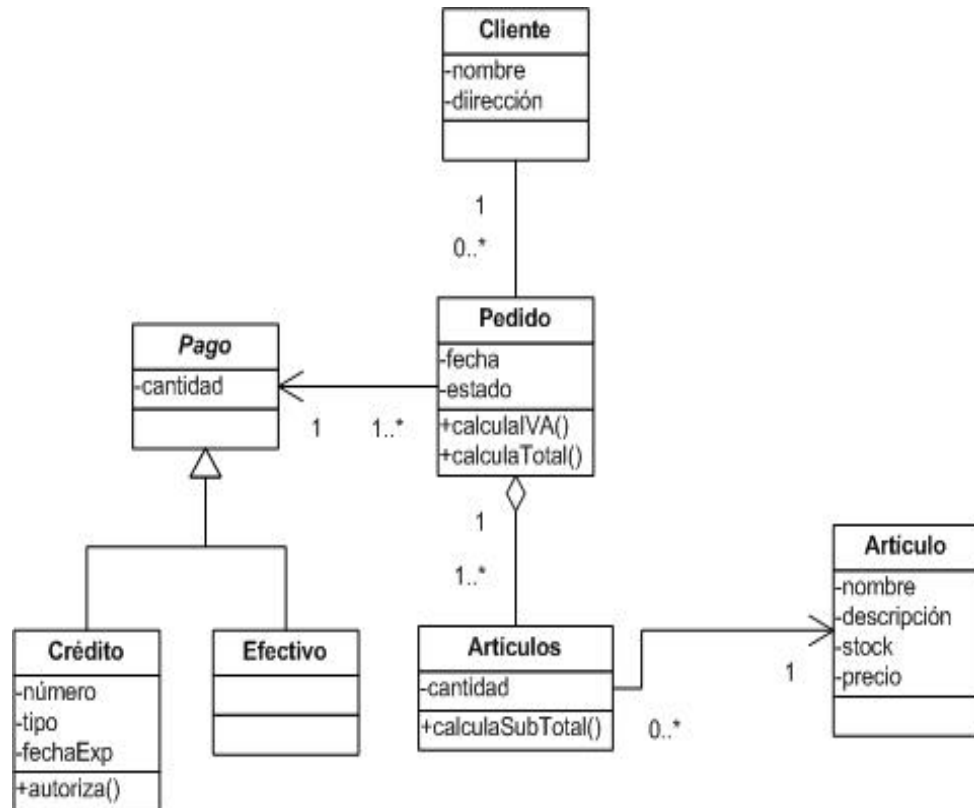 Cliente
-nombre
-diirección
1
0..*
Pedido
-fecha
-estado
+calculaIVA()
+calculaTotal()
Pago
-cantidad
1
1..*
1
1..*
Crédito
-número
-tipo
-fechaExp
+autoriza()
Efectivo
Artículos
-cantidad
+calculaSubTotal()
0..*
1
Artículo
-nombre
-descripción
-stock
-precio